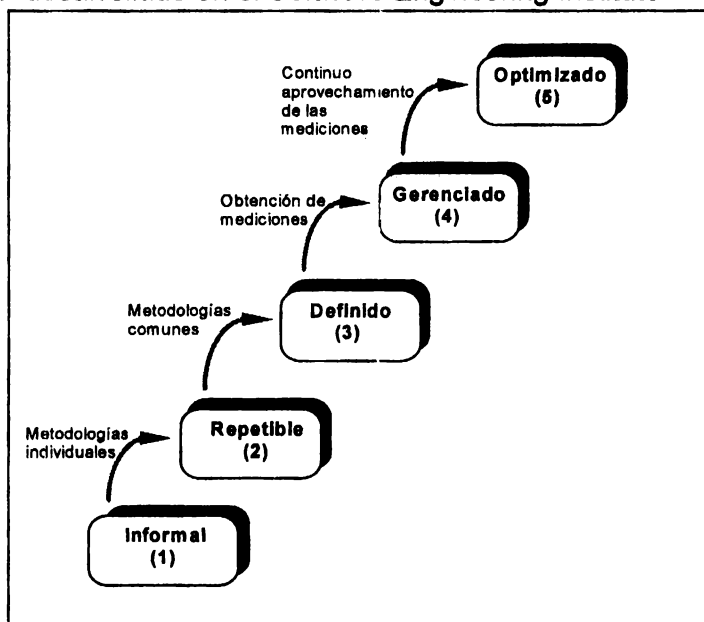 Continuo
aprovechamiento
de las
mediciones
Optimizado
(5)
Obtención de
mediciones
Gerenciado
(4)
Metodologías
comunes
Definido
(3)
Metodologías
individuales
Repetible
(2)
Informal
(1)